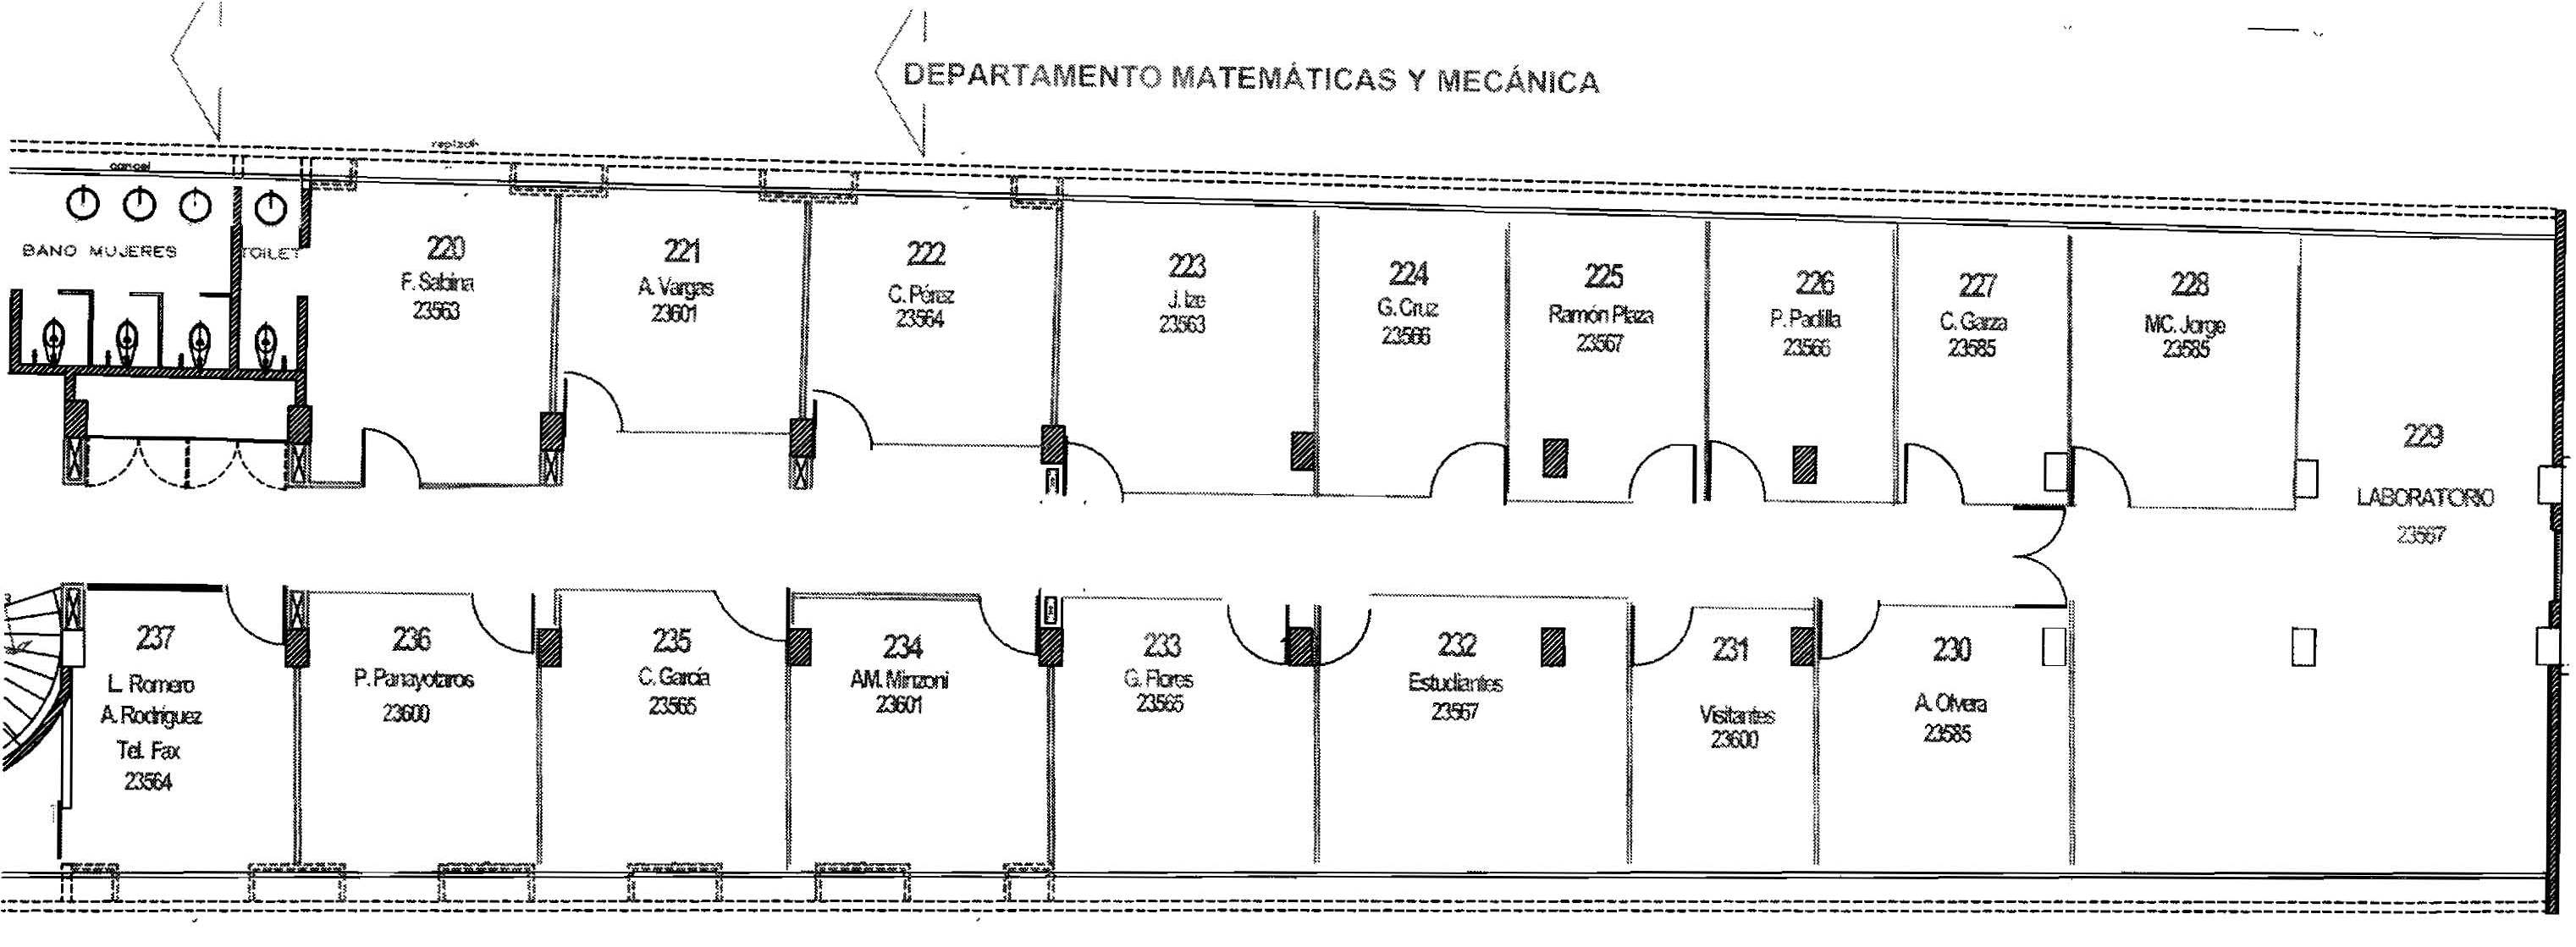 DEPARTAMENTO MATEMÁTICAS Y MECÁNICA
cancel
BANO MUJERES
TOILET
220
F. Sabina
23563
221
A. Vargas
23601
222
C. Pérez
23564
223
J. Ize
23563
224
G. Cruz
23566
225
Ramón Plaza
23567
226
P. Padilla
23566
227
C. Garza
23585
228
MC. Jorge
23585
229
LABORATORIO
23567
237
L. Romero
A. Rodríguez
Tel. Fax
23564
236
P. Panayotaros
23600
235
C. García
23565
234
AM. Minzoni
23601
233
G. Flores
23565
232
Estudiantes
23567
231
Visitantes
23600
230
A. Olvera
23585